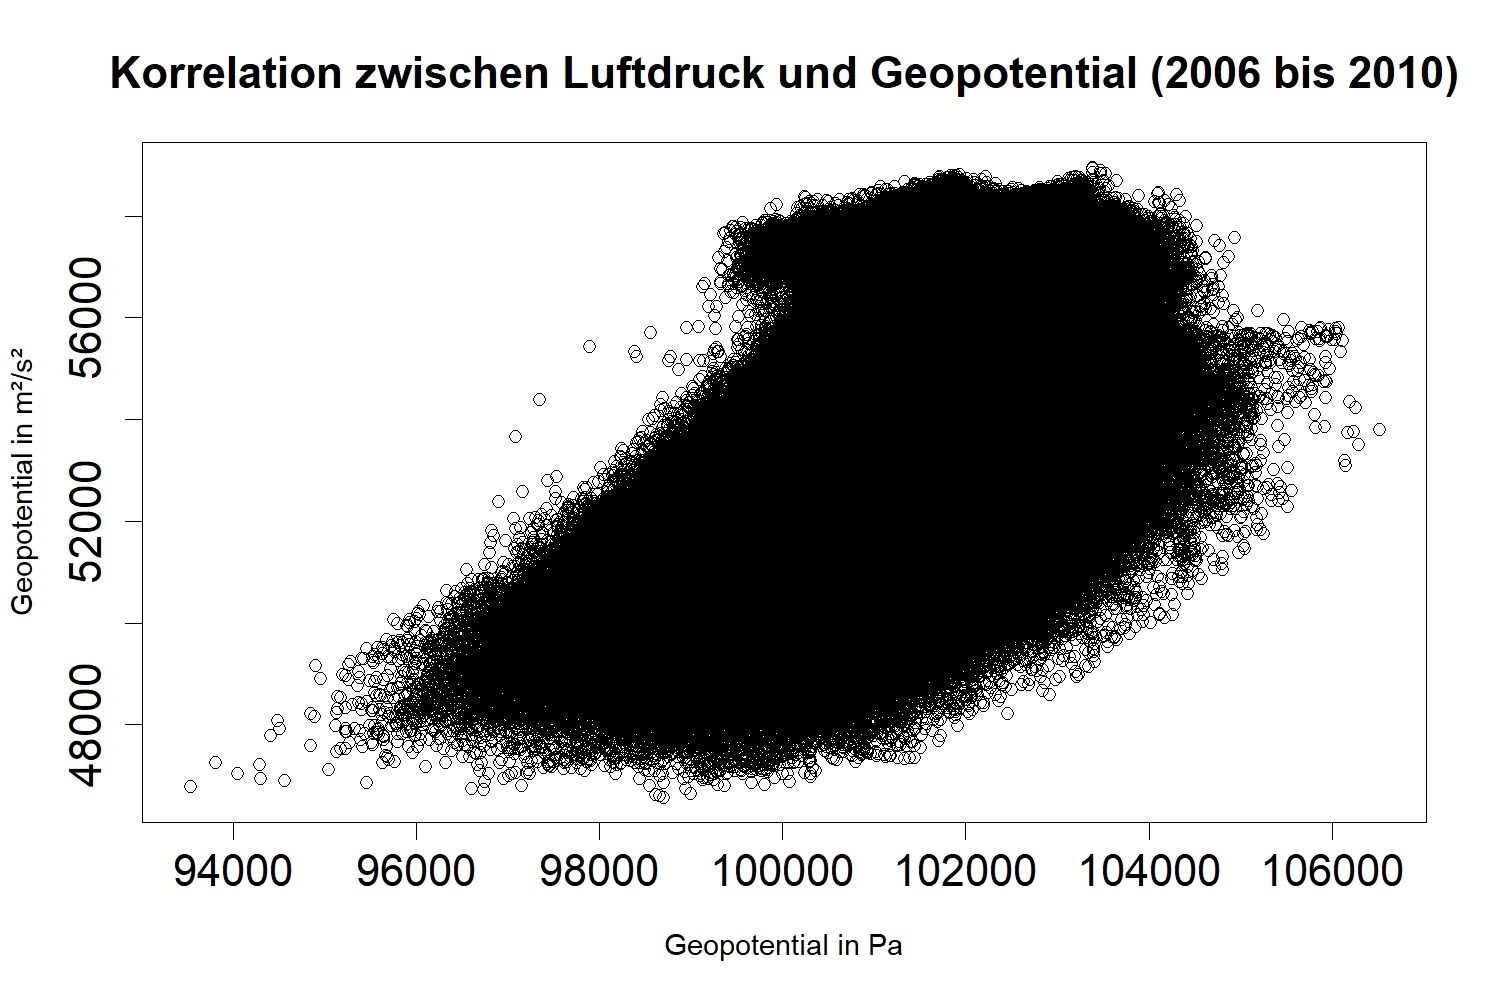 Korrelation zwischen Luftdruck und Geopotential (2006 bis 2010)
Geopotential in m²/s²
56000
52000
48000
94000 96000 98000 100000 102000 104000 106000
Geopotential in Pa